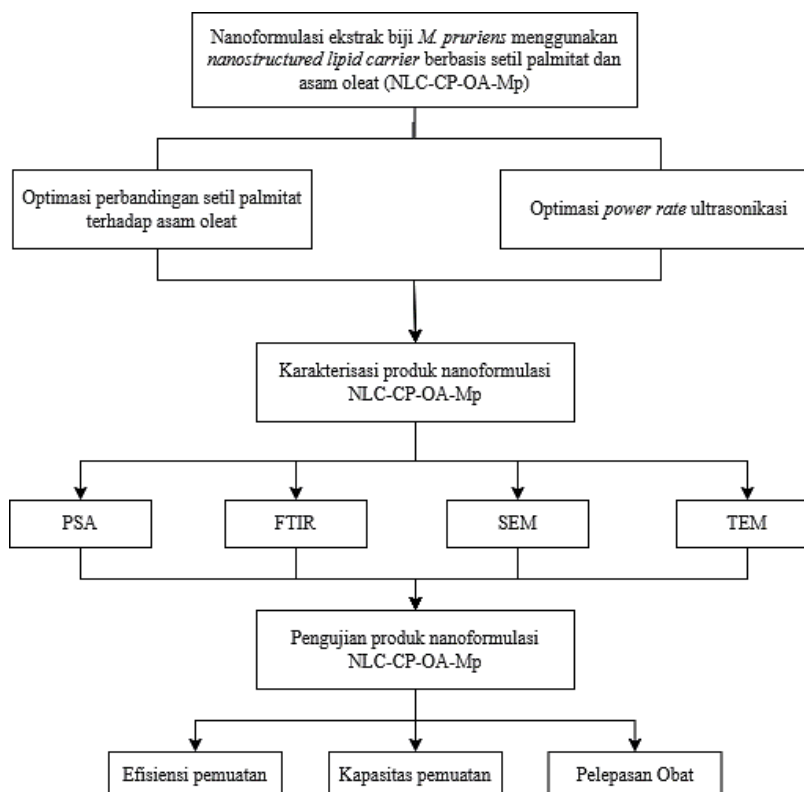 Nanoformulasi ekstrak biji M. pruriens menggunakan
nanostructured lipid carrier berbasis setil palmitat dan
asam oleat (NLC-CP-OA-Mp)
Optimasi perbandingan setil palmitat
terhadap asam oleat
Optimasi power rate ultrasonikasi
Karakterisasi produk nanoformulasi
NLC-CP-OA-Mp
PSA
FTIR
SEM
TEM
Pengujian produk nanoformulasi
NLC-CP-OA-Mp
Efisiensi pemuatan
Kapasitas pemuatan
Pelepasan Obat